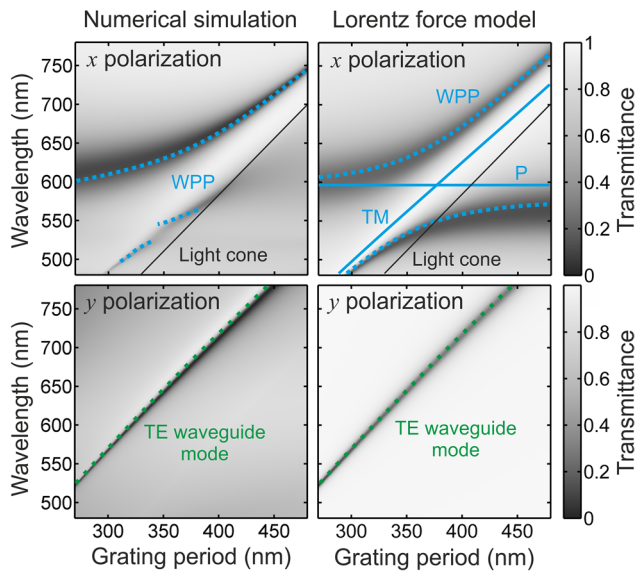 Numerical simulation
Lorentz force model
Wavelength (nm)
750
700
650
600
550
500
x polarization
WPP
Light cone
x polarization
WPP
P
TM
Light cone
1
0.8
0.6
0.4
0.2
0
Transmittance
Wavelength (nm)
750
700
650
600
550
500
y polarization
TE waveguide
mode
y polarization
TE waveguide
mode
0.8
0.6
0.4
0.2
0
Transmittance
300 350 400 450
300 350 400 450
Grating period (nm)
Grating period (nm)